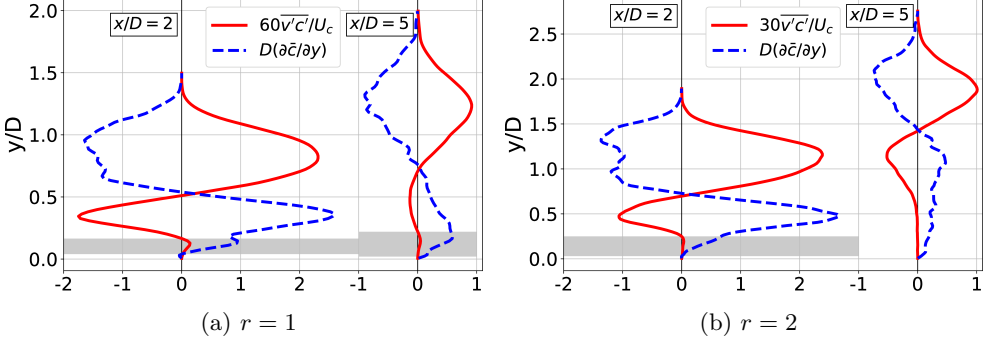 x/D = 2
60v'c'/U_c
D(∂c̄/∂y)
x/D = 5
y/D
2.0
1.5
1.0
0.5
0.0
-2 -1 0 1 2 -1 0 1
(a) r = 1
x/D = 2
30v'c'/U_c
D(∂c̄/∂y)
x/D = 5
y/D
2.5
2.0
1.5
1.0
0.5
0.0
-2 -1 0 1 2 -1 0 1
(b) r = 2